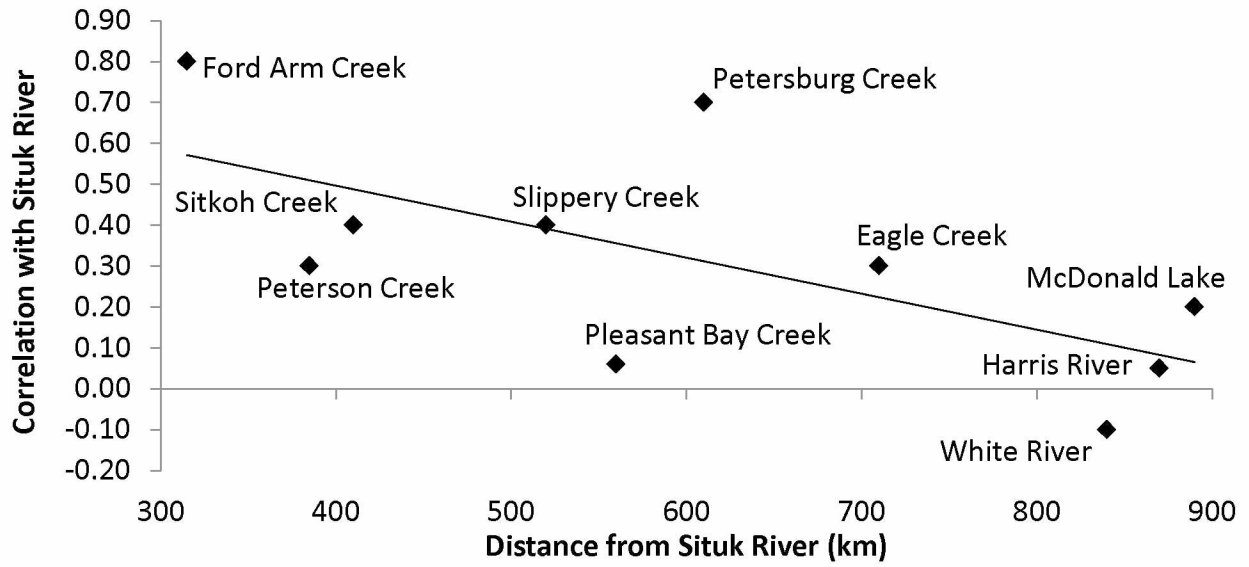 Correlation with Situk River
0.90
0.80
0.70
0.60
0.50
0.40
0.30
0.20
0.10
0.00
-0.10
-0.20
Ford Arm Creek
Petersburg Creek
Sitkoh Creek
Slippery Creek
Eagle Creek
Peterson Creek
McDonald Lake
Pleasant Bay Creek
Harris River
White River
300 400 500 600 700 800 900
Distance from Situk River (km)